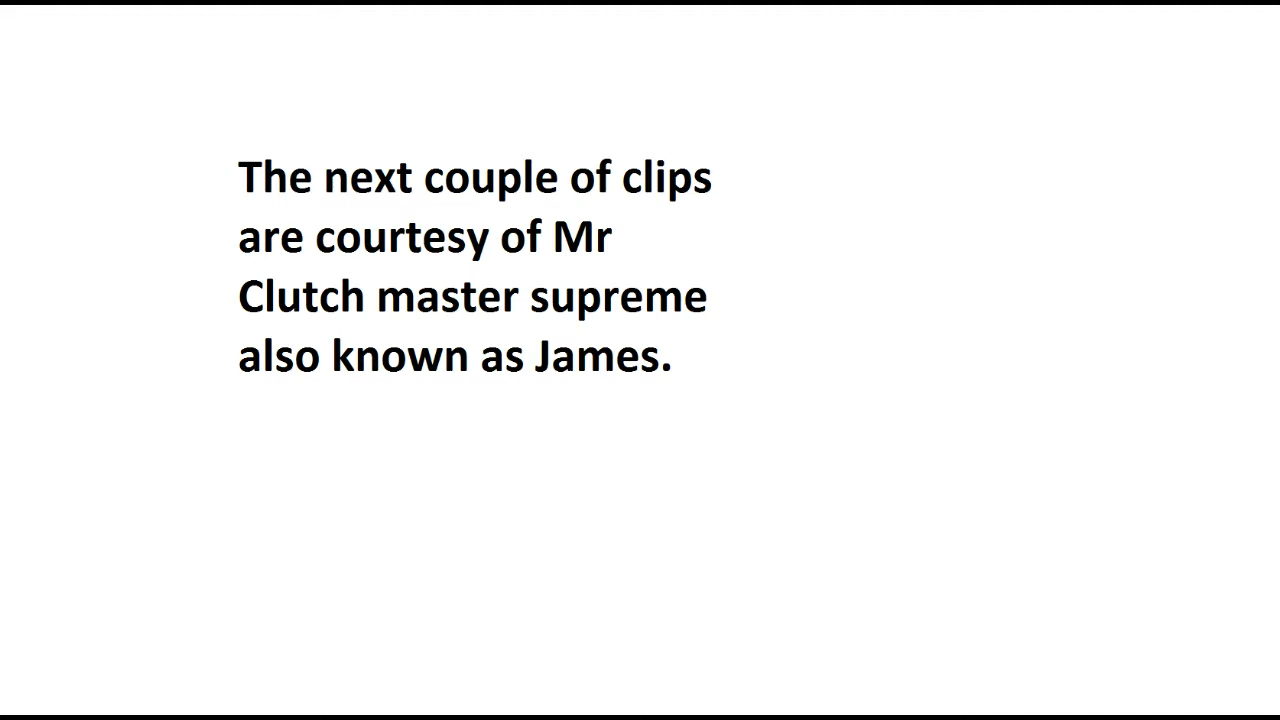 The next couple of clips
are courtesy of Mr
Clutch master supreme
also known as James.